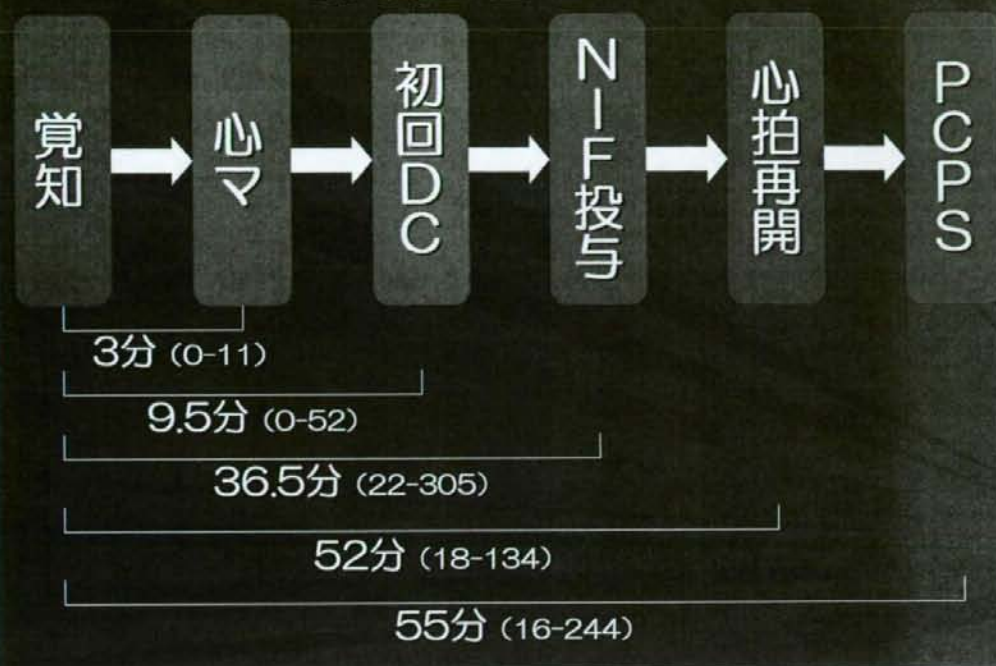 覚知
心マ
初回DC
NIF投与
心拍再開
PCPS
3分 (0-11)
9.5分 (0-52)
36.5分 (22-305)
52分 (18-134)
55分 (16-244)